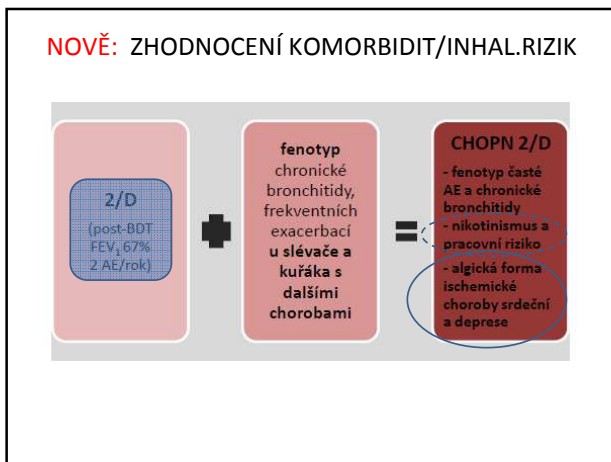 NOVĚ: ZHODNOCENÍ KOMORBIDIT/INHAL.RIZIK
2/D
(post-BDT
FEV₁ 67%
2 AE/rok)
fenotyp
chronické
bronchitidy,
frekventních
exacerbací
u slévače a
kuřáka s
dalšími
chorobami
CHOPN 2/D
- fenotyp časté
AE a chronické
bronchitidy
- nikotinismus a
pracovní riziko
- algická forma
ischemické
choroby srdeční
a deprese